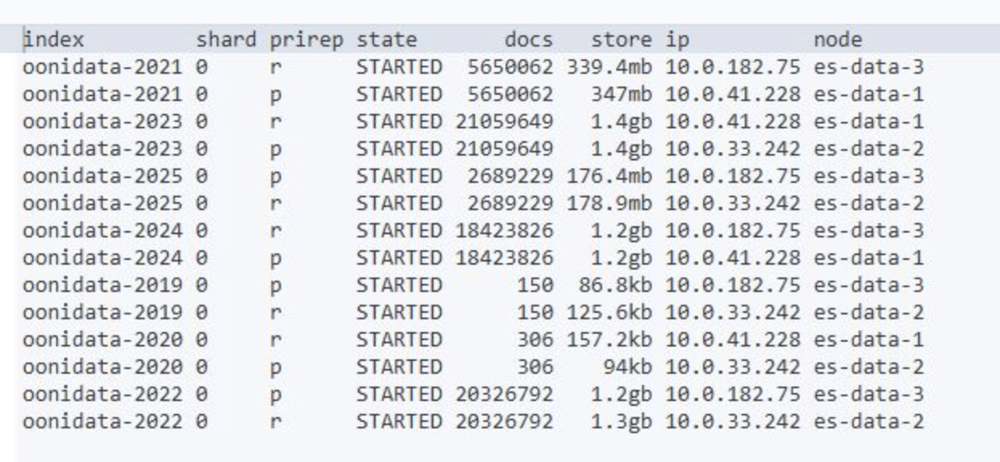 index         shard prirep state       docs   store ip          node
oonidata-2021 0     r      STARTED  5650062 339.4mb 10.0.182.75 es-data-3
oonidata-2021 0     p      STARTED  5650062   347mb 10.0.41.228 es-data-1
oonidata-2023 0     r      STARTED 21059649   1.4gb 10.0.41.228 es-data-1
oonidata-2023 0     p      STARTED 21059649   1.4gb 10.0.33.242 es-data-2
oonidata-2025 0     p      STARTED  2689229 176.4mb 10.0.182.75 es-data-3
oonidata-2025 0     r      STARTED  2689229 178.9mb 10.0.33.242 es-data-2
oonidata-2024 0     r      STARTED 18423826   1.2gb 10.0.182.75 es-data-3
oonidata-2024 0     p      STARTED 18423826   1.2gb 10.0.41.228 es-data-1
oonidata-2019 0     p      STARTED      150  86.8kb 10.0.182.75 es-data-3
oonidata-2019 0     r      STARTED      150 125.6kb 10.0.33.242 es-data-2
oonidata-2020 0     r      STARTED      306 157.2kb 10.0.41.228 es-data-1
oonidata-2020 0     p      STARTED      306    94kb 10.0.33.242 es-data-2
oonidata-2022 0     p      STARTED 20326792   1.2gb 10.0.182.75 es-data-3
oonidata-2022 0     r      STARTED 20326792   1.3gb 10.0.33.242 es-data-2